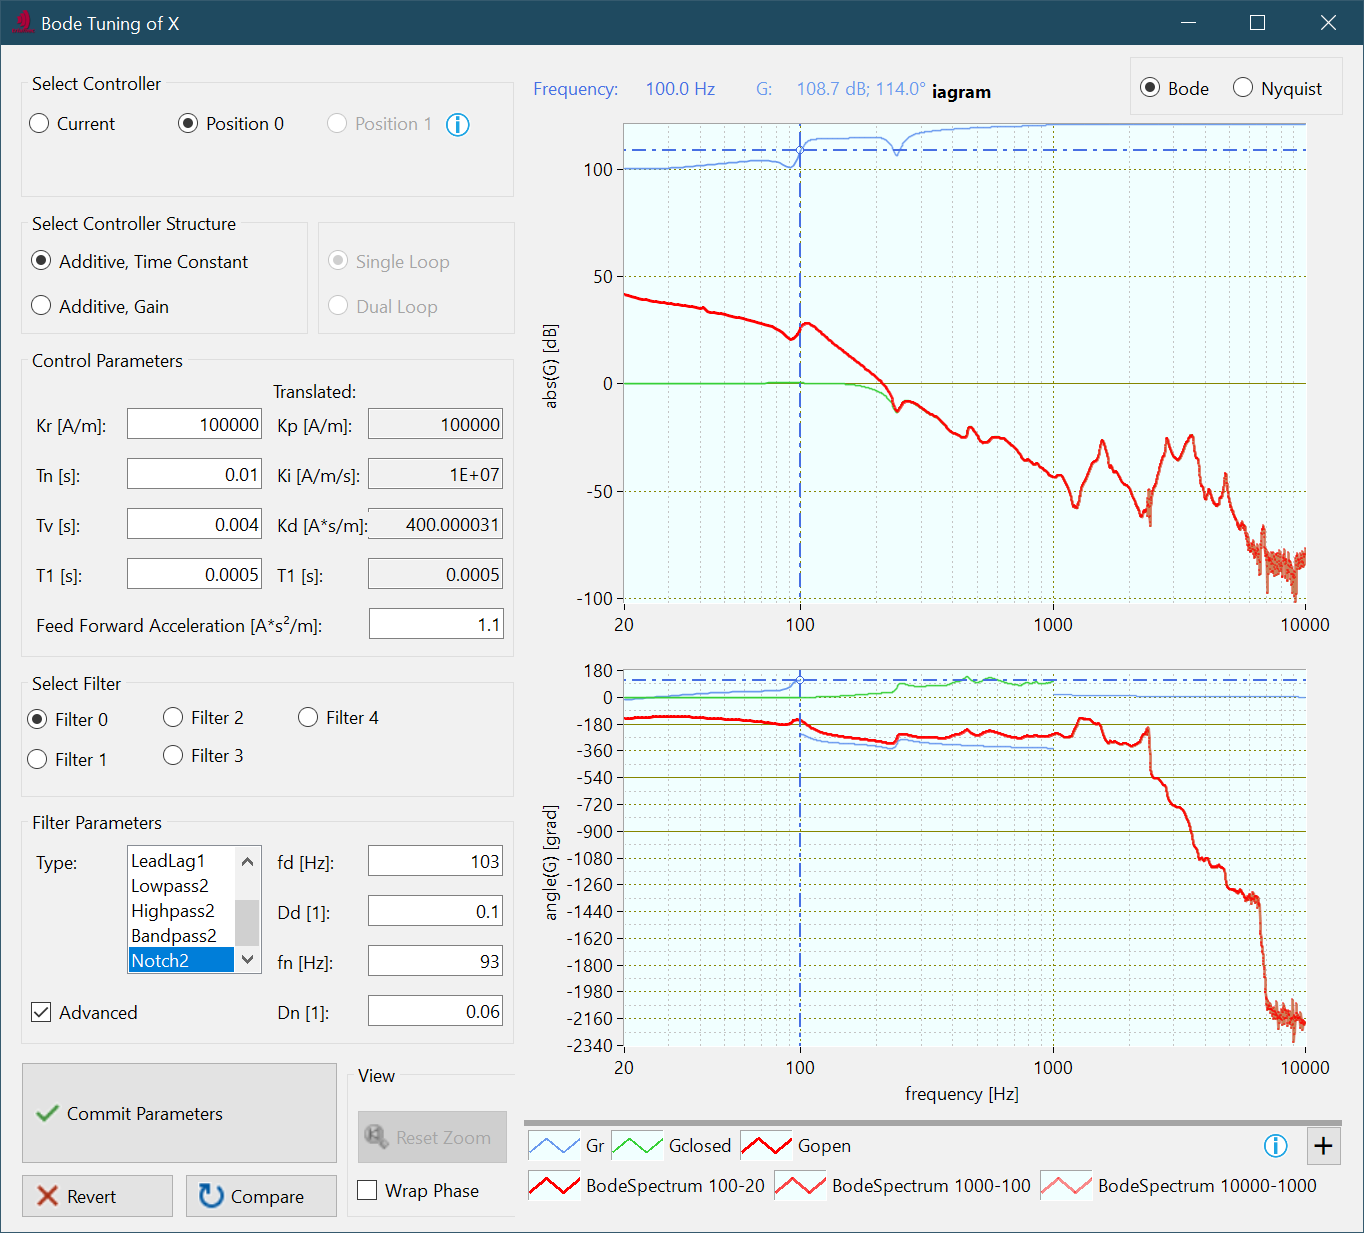 Bode Tuning of X
Select Controller
Current Position 0 Position 1
Select Controller Structure
Additive, Time Constant
Additive, Gain
Single Loop
Dual Loop
Control Parameters
Translated:
Kr [A/m]: 100000 Kp [A/m]: 100000
Tn [s]: 0.01 Ki [A/m/s]: 1E+07
Tv [s]: 0.004 Kd [A*s/m]: 400.000031
T1 [s]: 0.0005 T1 [s]: 0.0005
Feed Forward Acceleration [A*s²/m]: 1.1
Select Filter
Filter 0 Filter 2 Filter 4
Filter 1 Filter 3
Filter Parameters
Type:
LeadLag1
Lowpass2
Highpass2
Bandpass2
Notch2
fd [Hz]: 103
Dd [1]: 0.1
fn [Hz]: 93
Dn [1]: 0.06
Advanced
Commit Parameters
Revert Compare
View
Reset Zoom
Wrap Phase
Frequency: 100.0 Hz G: 108.7 dB; 114.0° iagram
Bode Nyquist
abs(G) [dB]
100
50
0
-50
-100
20 100 1000 10000
angle(G) [grad]
180
0
-180
-360
-540
-720
-900
-1080
-1260
-1440
-1620
-1800
-1980
-2160
-2340
20 100 1000 10000
frequency [Hz]
Gr Gclosed Gopen
+
BodeSpectrum 100-20 BodeSpectrum 1000-100 BodeSpectrum 10000-1000